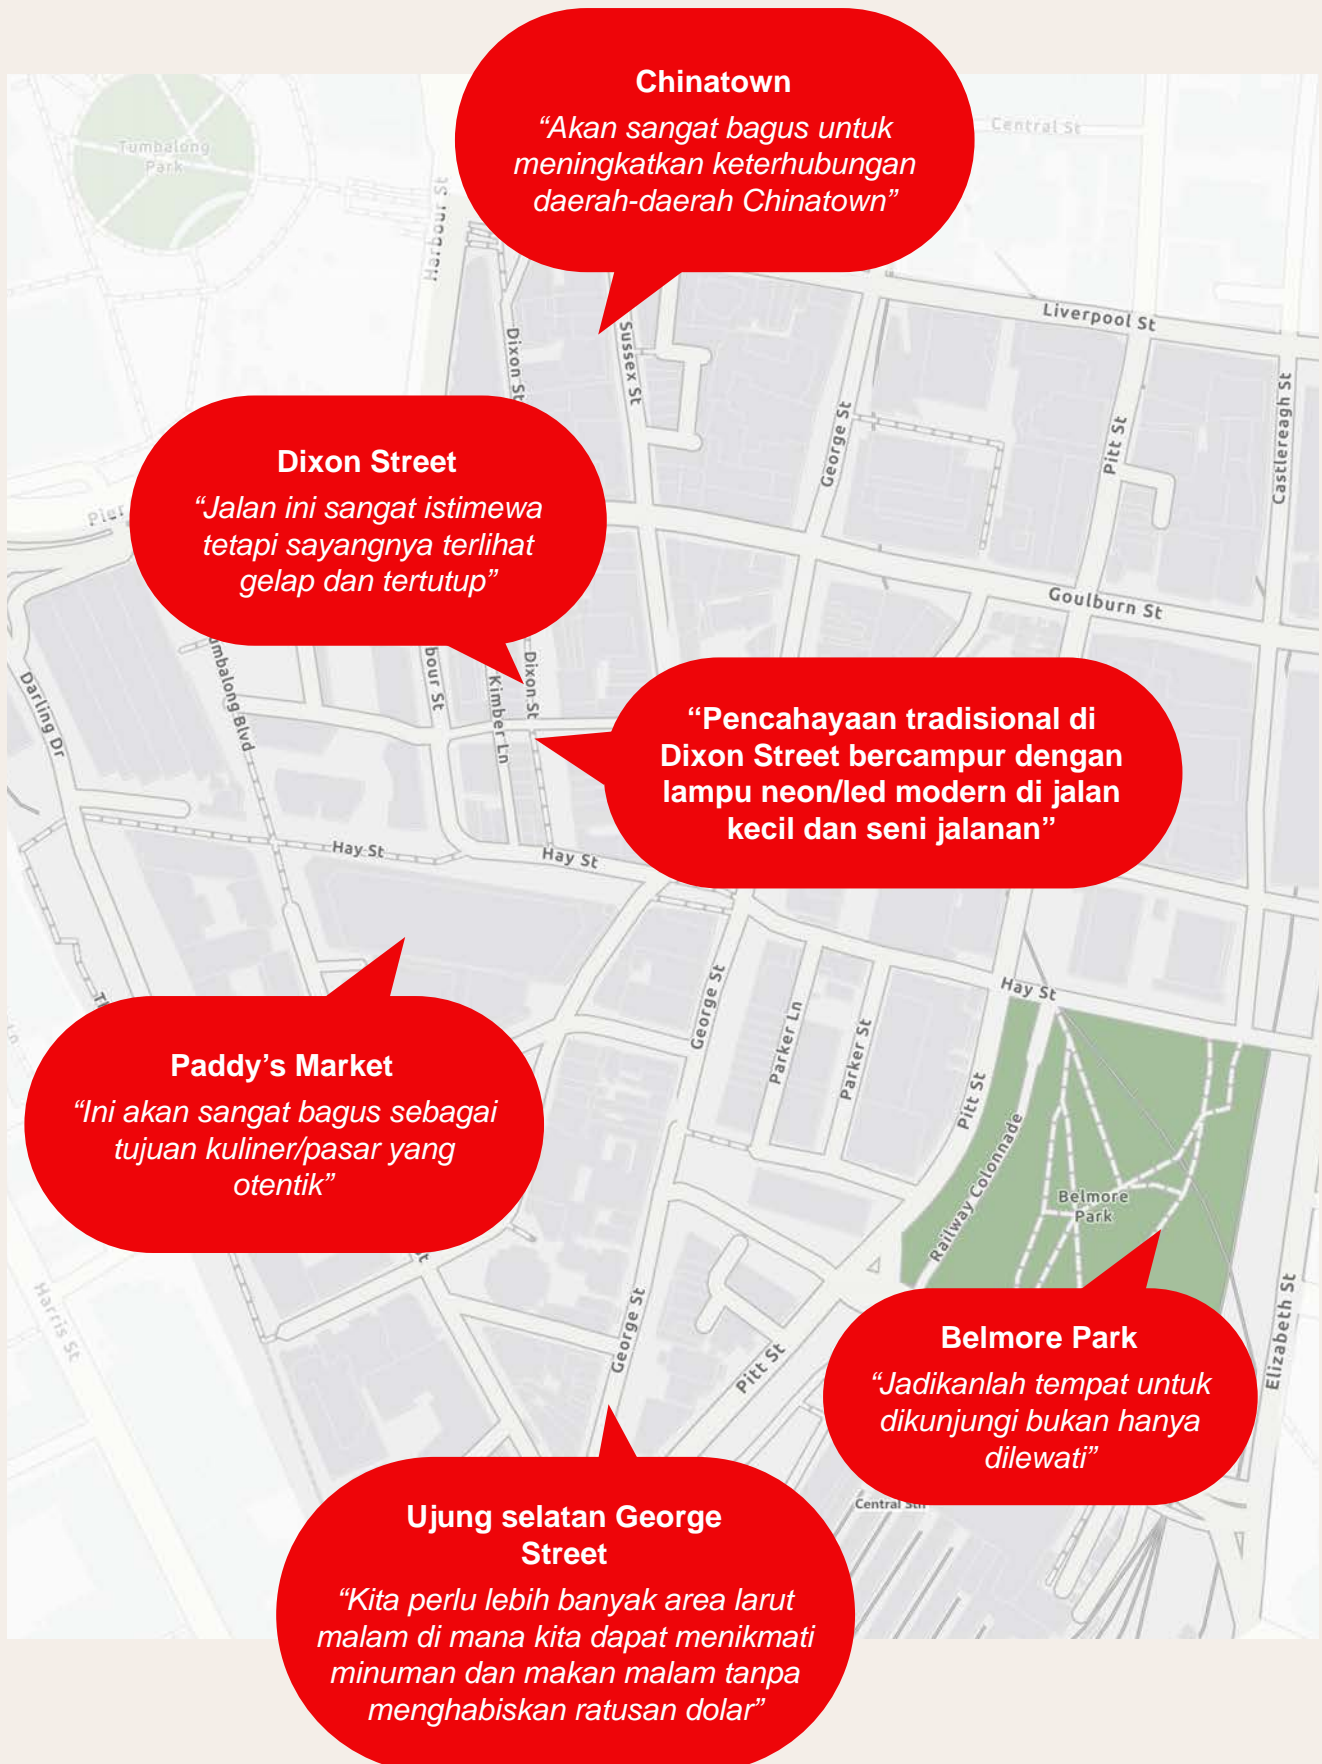 Chinatown
“Akan sangat bagus untuk
meningkatkan keterhubungan
daerah-daerah Chinatown”
Tumbalong
Park
Central St
Harbour St
Liverpool St
Dixon St
Sussex St
George St
Pitt St
Castlereagh St
Dixon Street
“Jalan ini sangat istimewa
tetapi sayangnya terlihat
gelap dan tertutup”
Pier
Goulburn St
Darling Dr
umbalong Blvd
bour St
Kimber Ln
Dixon St
“Pencahayaan tradisional di
Dixon Street bercampur dengan
lampu neon/led modern di jalan
kecil dan seni jalanan”
Hay St
Hay St
George St
Parker Ln
Parker St
Hay St
Pitt St
Railway Colonnade
Belmore
Park
Paddy’s Market
“Ini akan sangat bagus sebagai
tujuan kuliner/pasar yang
otentik”
Harris St
George St
Pitt St
Elizabeth St
Belmore Park
“Jadikanlah tempat untuk
dikunjungi bukan hanya
dilewati”
Central Stn
Ujung selatan George
Street
“Kita perlu lebih banyak area larut
malam di mana kita dapat menikmati
minuman dan makan malam tanpa
menghabiskan ratusan dolar”